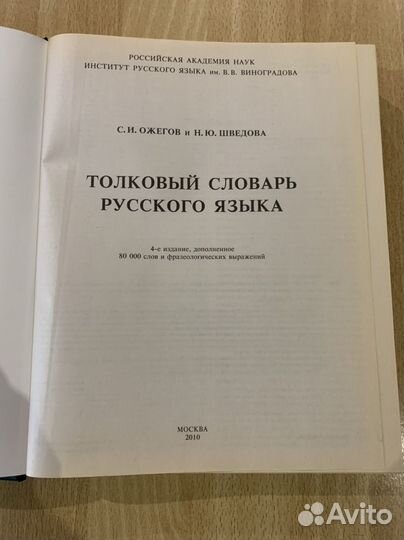 РОССИЙСКАЯ АКАДЕМИЯ НАУК
ИНСТИТУТ РУССКОГО ЯЗЫКА им. В. В. ВИНОГРАДОВА
С. И. ОЖЕГОВ и Н. Ю. ШВЕДОВА
ТОЛКОВЫЙ СЛОВАРЬ
РУССКОГО ЯЗЫКА
4-е издание, дополненное
80 000 слов и фразеологических выражений
МОСКВА
2010
Avito